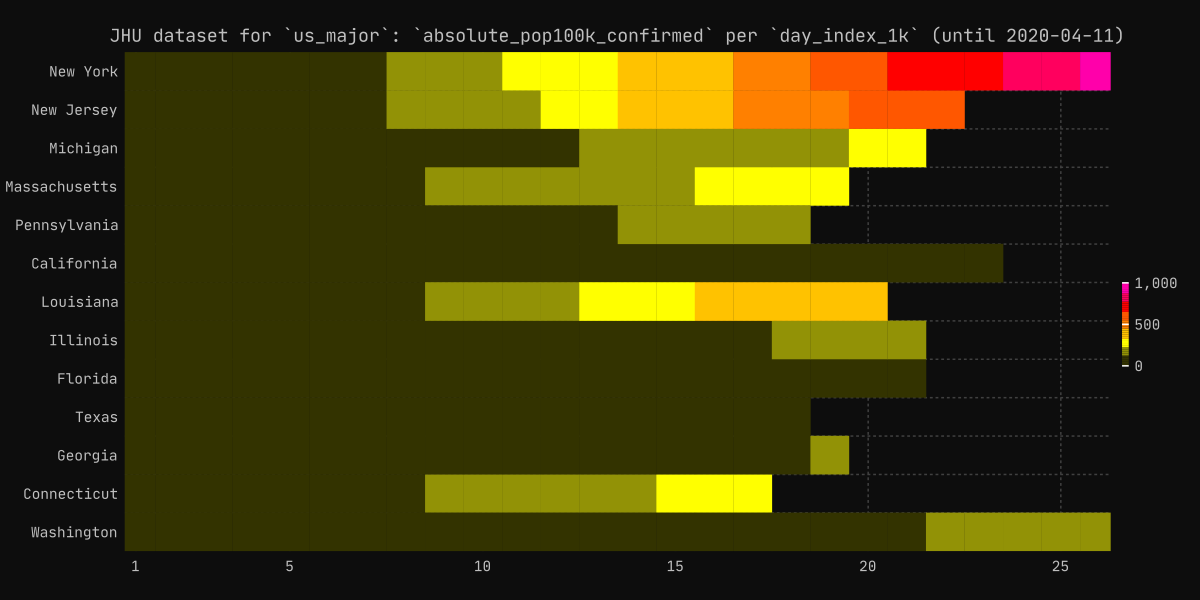 JHU dataset for `us_major`: `absolute_pop100k_confirmed` per `day_index_1k` (until 2020-04-11)
New York
New Jersey
Michigan
Massachusetts
Pennsylvania
California
Louisiana
Illinois
Florida
Texas
Georgia
Connecticut
Washington
1 5 10 15 20 25
1,000
500
0